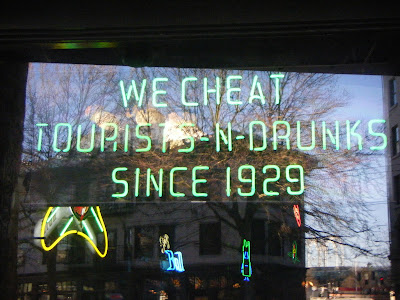 WE CHEAT
TOURISTS-N-DRUNKS
SINCE 1929